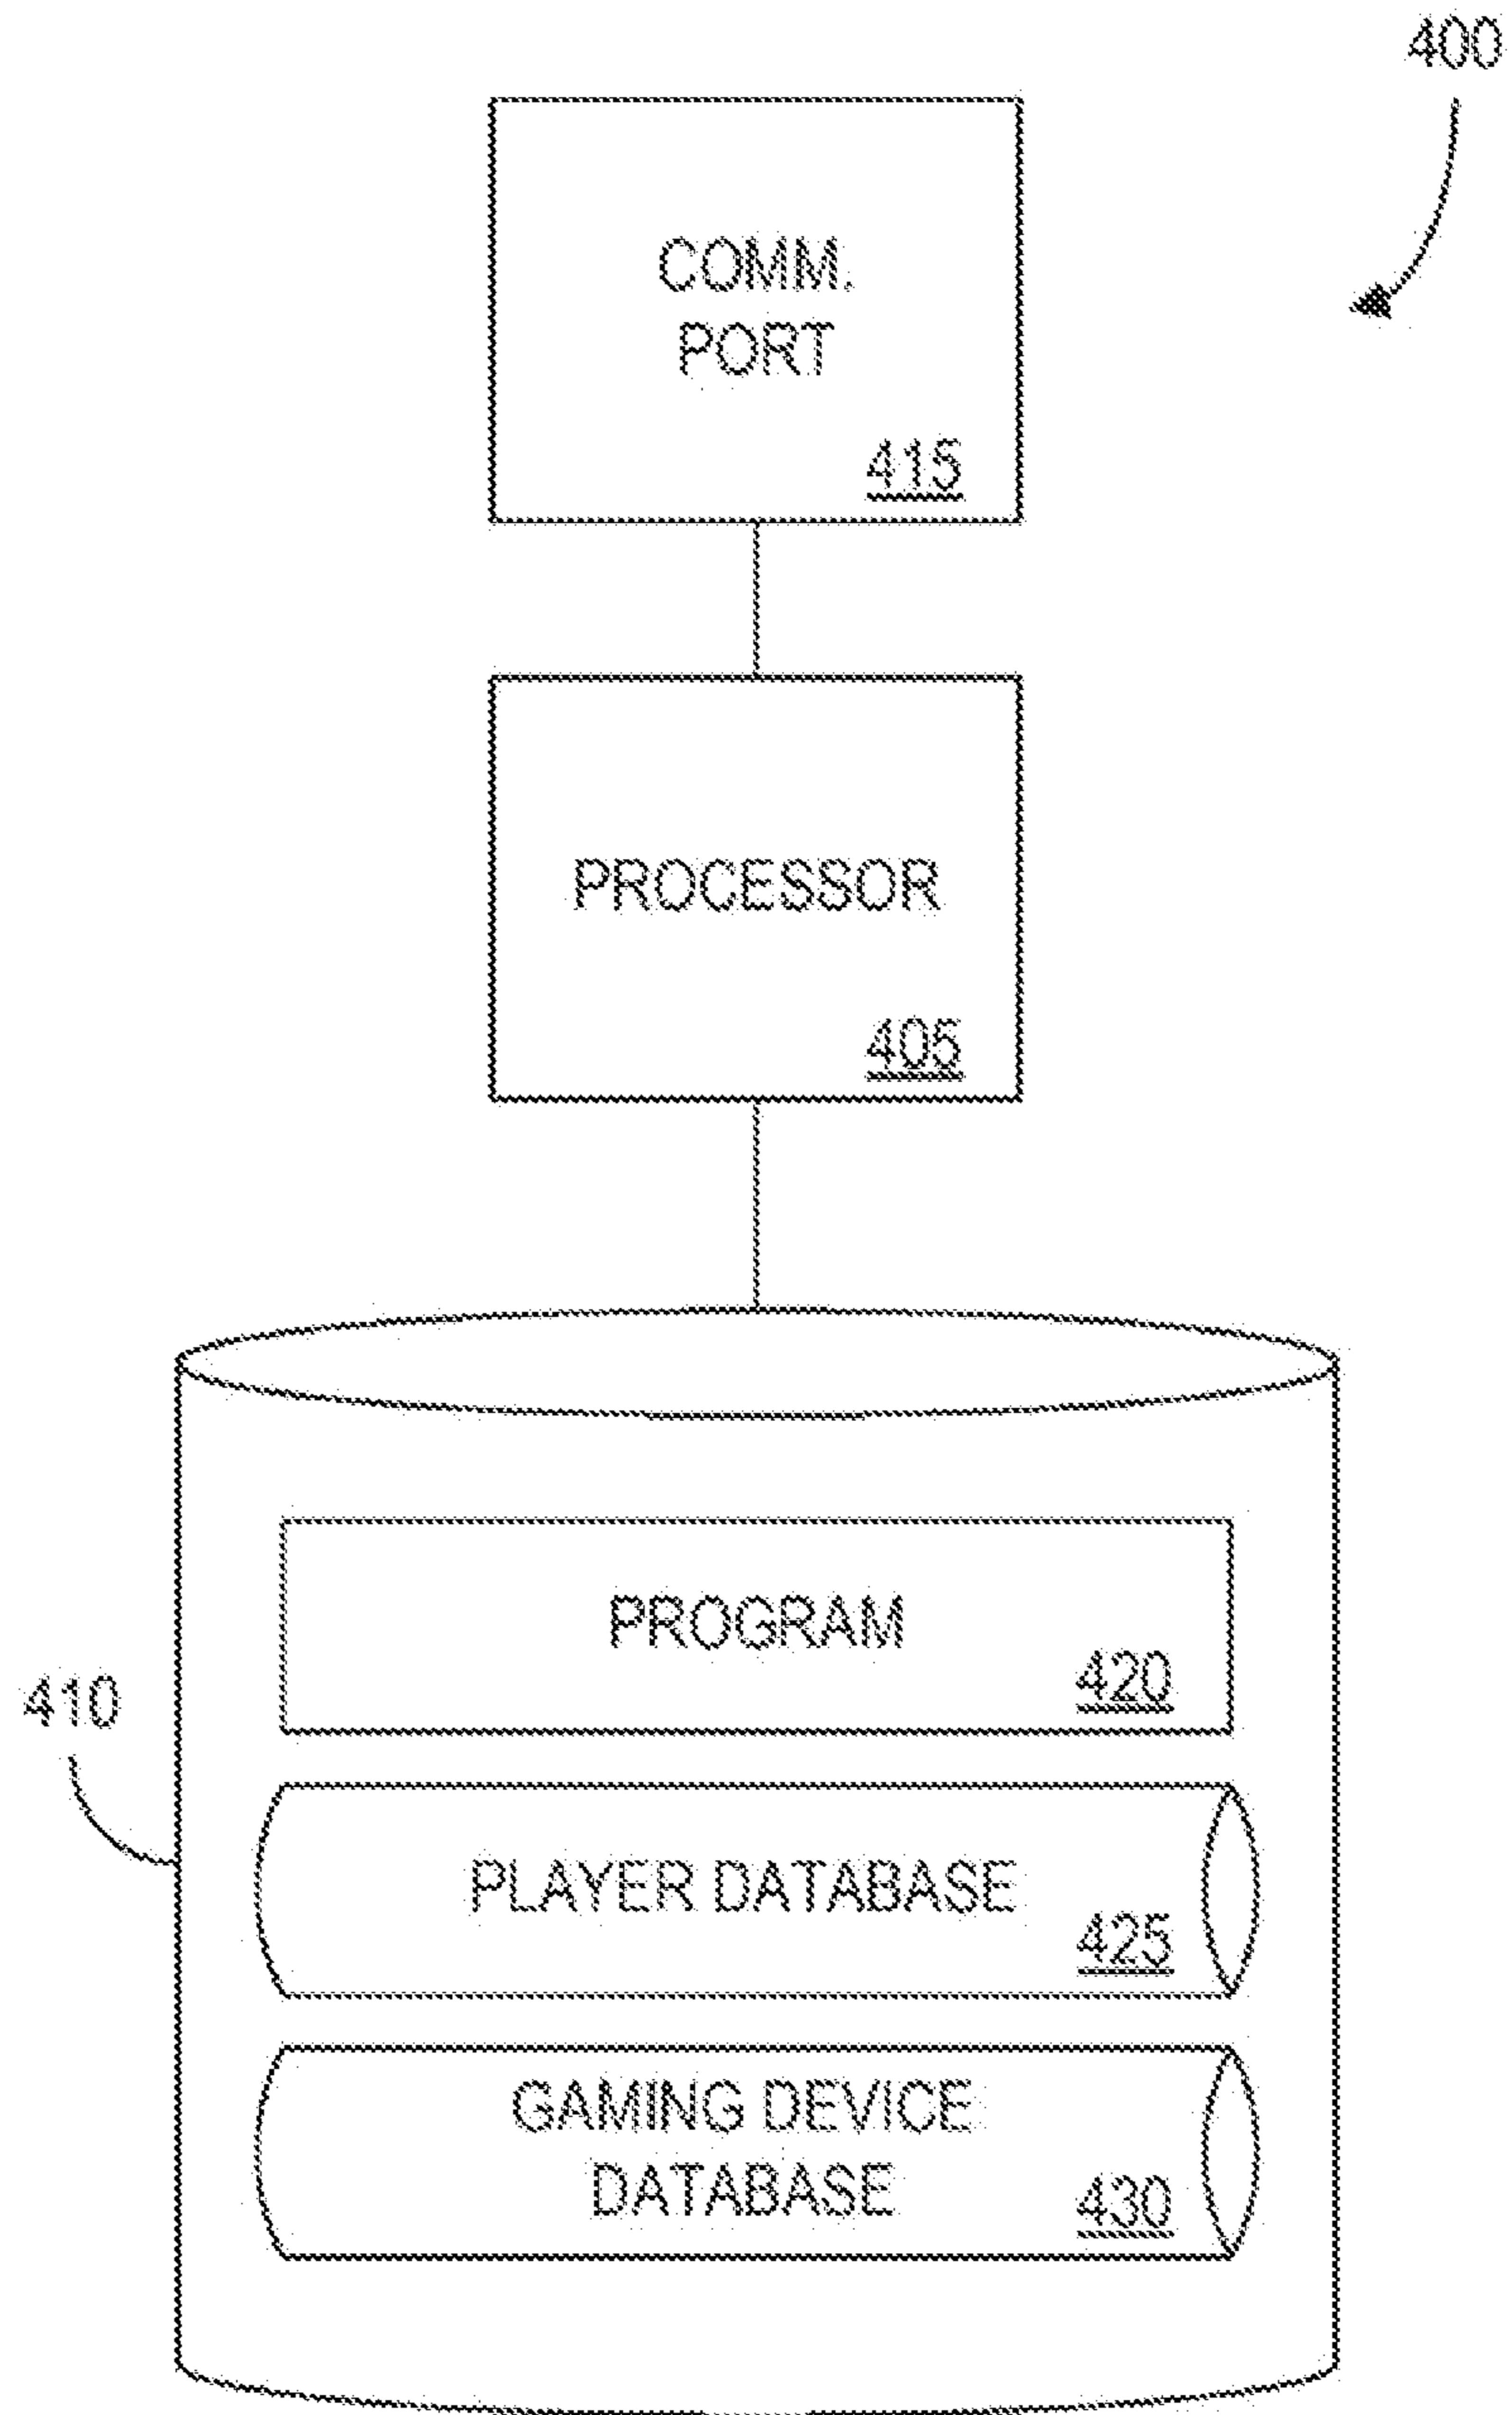 400
COMM.
PORT
415
PROCESSOR
405
PROGRAM
420
410
PLAYER DATABASE
425
GAMING DEVICE
DATABASE
430